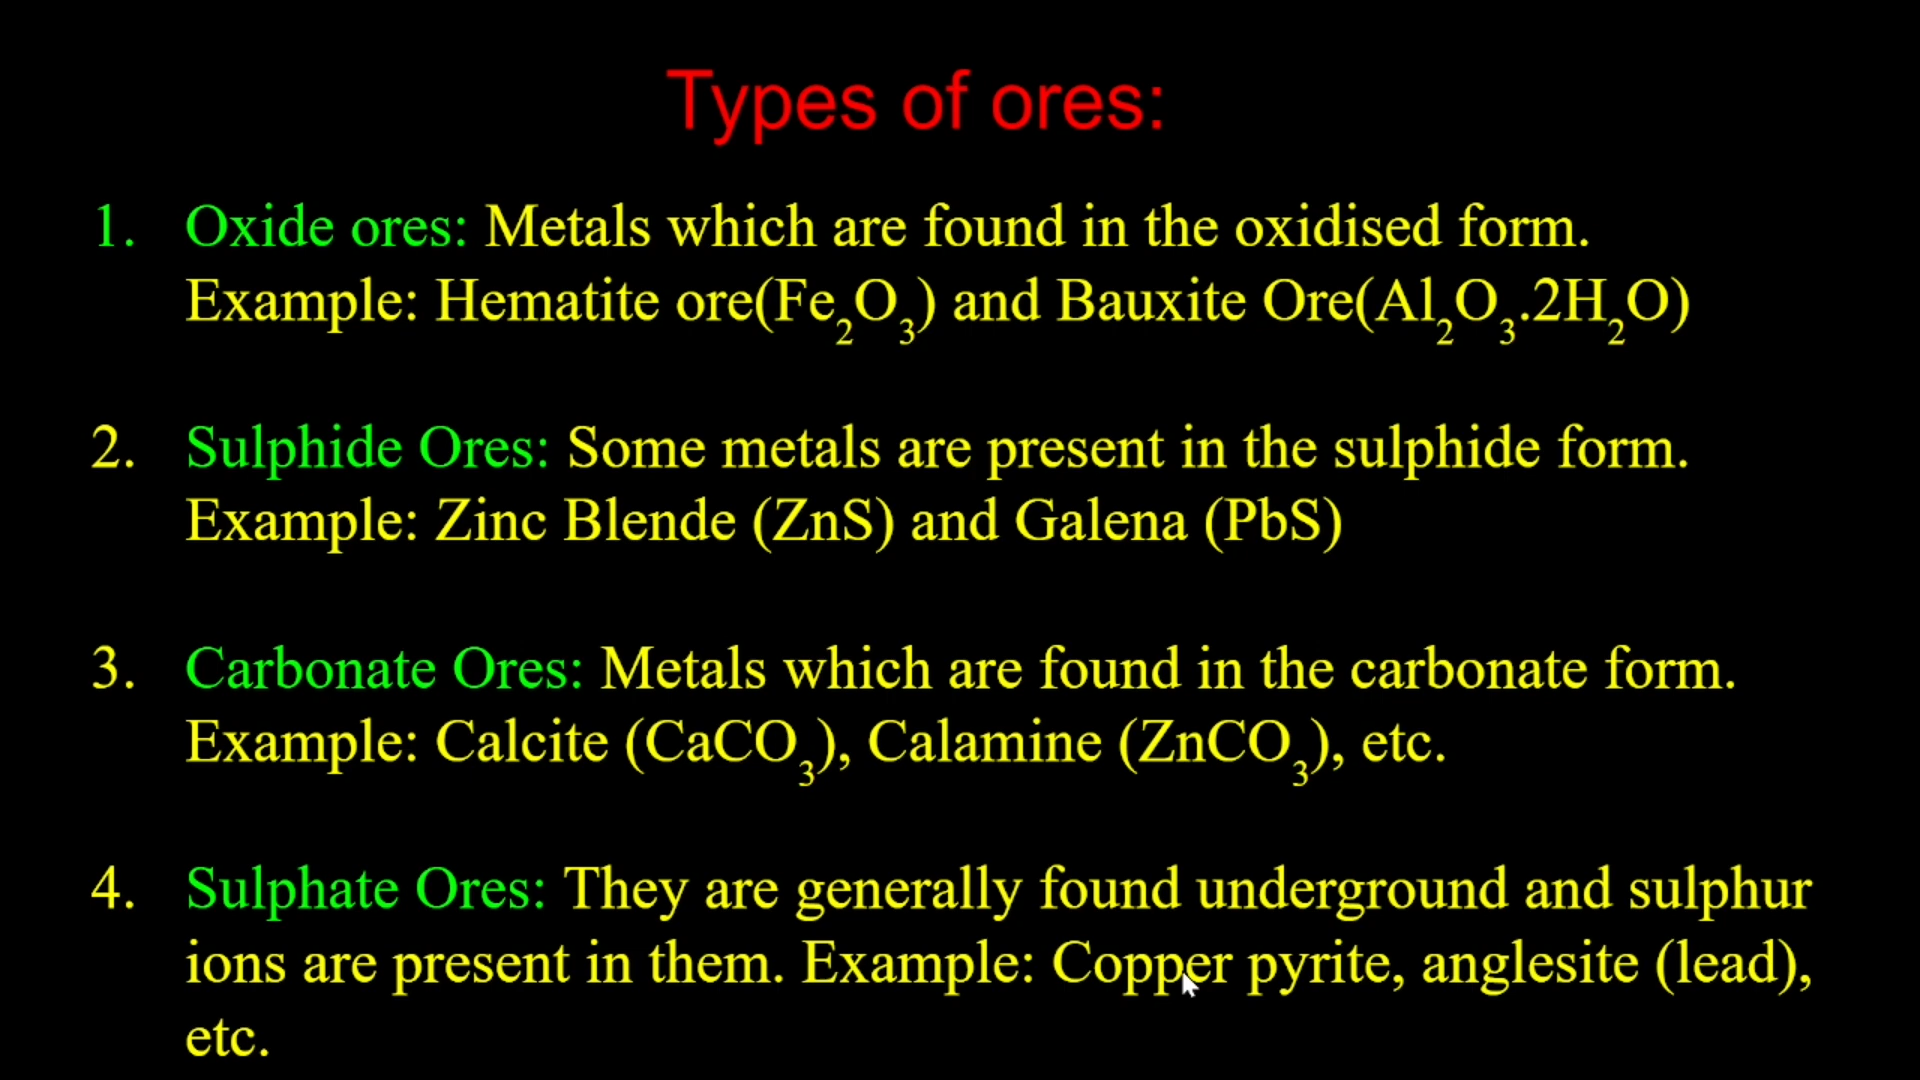 Types of ores:
1. Oxide ores: Metals which are found in the oxidised form.
Example: Hematite ore(Fe₂O₃) and Bauxite Ore(Al₂O₃.2H₂O)
2. Sulphide Ores: Some metals are present in the sulphide form.
Example: Zinc Blende (ZnS) and Galena (PbS)
3. Carbonate Ores: Metals which are found in the carbonate form.
Example: Calcite (CaCO₃), Calamine (ZnCO₃), etc.
4. Sulphate Ores: They are generally found underground and sulphur
ions are present in them. Example: Copper pyrite, anglesite (lead),
etc.